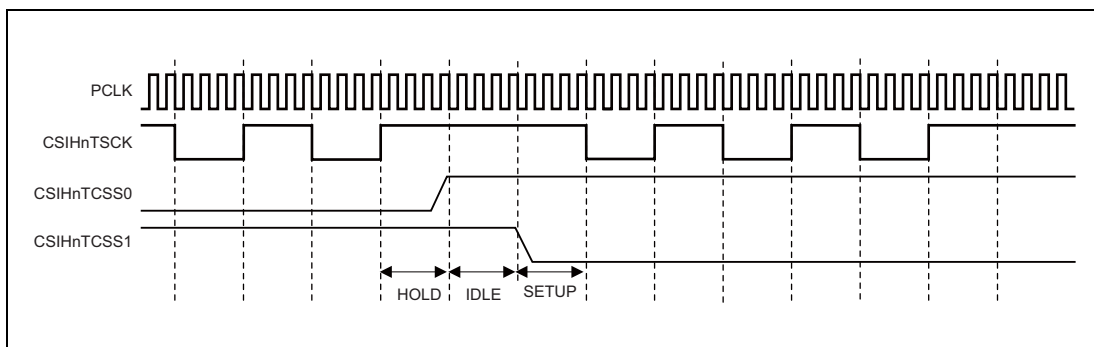 PCLK
CSIHnTSCK
CSIHnTCSS0
CSIHnTCSS1
HOLD IDLE SETUP